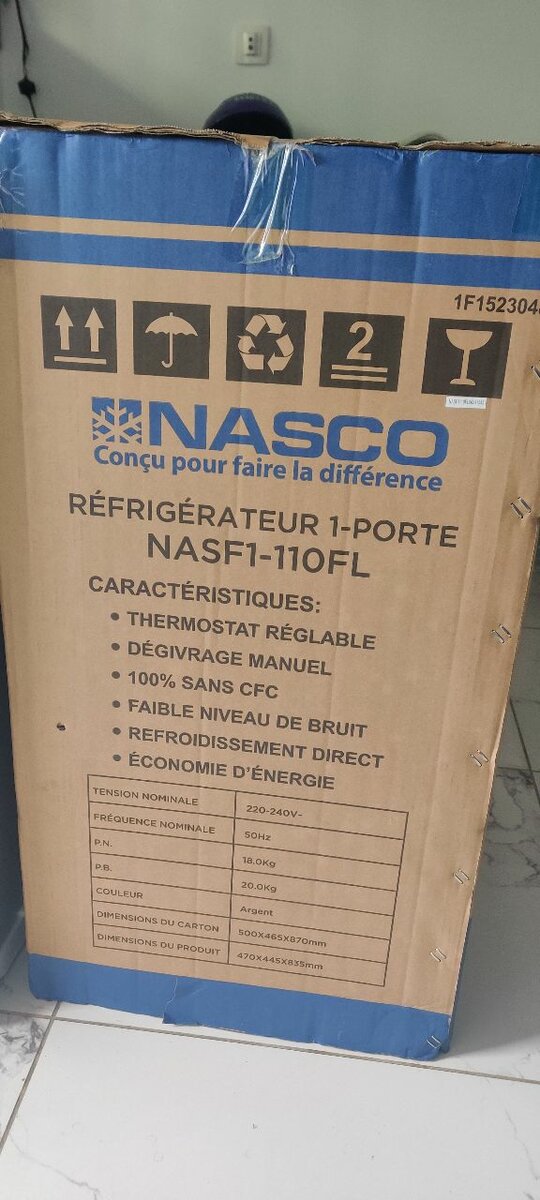 1F152304
2
NASCO
Conçu pour faire la différence
RÉFRIGÉRATEUR 1-PORTE
NASF1-110FL
CARACTÉRISTIQUES:
• THERMOSTAT RÉGLABLE
• DÉGIVRAGE MANUEL
• 100% SANS CFC
• FAIBLE NIVEAU DE BRUIT
• REFROIDISSEMENT DIRECT
• ÉCONOMIE D'ÉNERGIE
TENSION NOMINALE 220-240V~
FRÉQUENCE NOMINALE 50Hz
P.N. 18.0Kg
P.B. 20.0Kg
COULEUR Argent
DIMENSIONS DU CARTON 500X465X870mm
DIMENSIONS DU PRODUIT 470X445X835mm